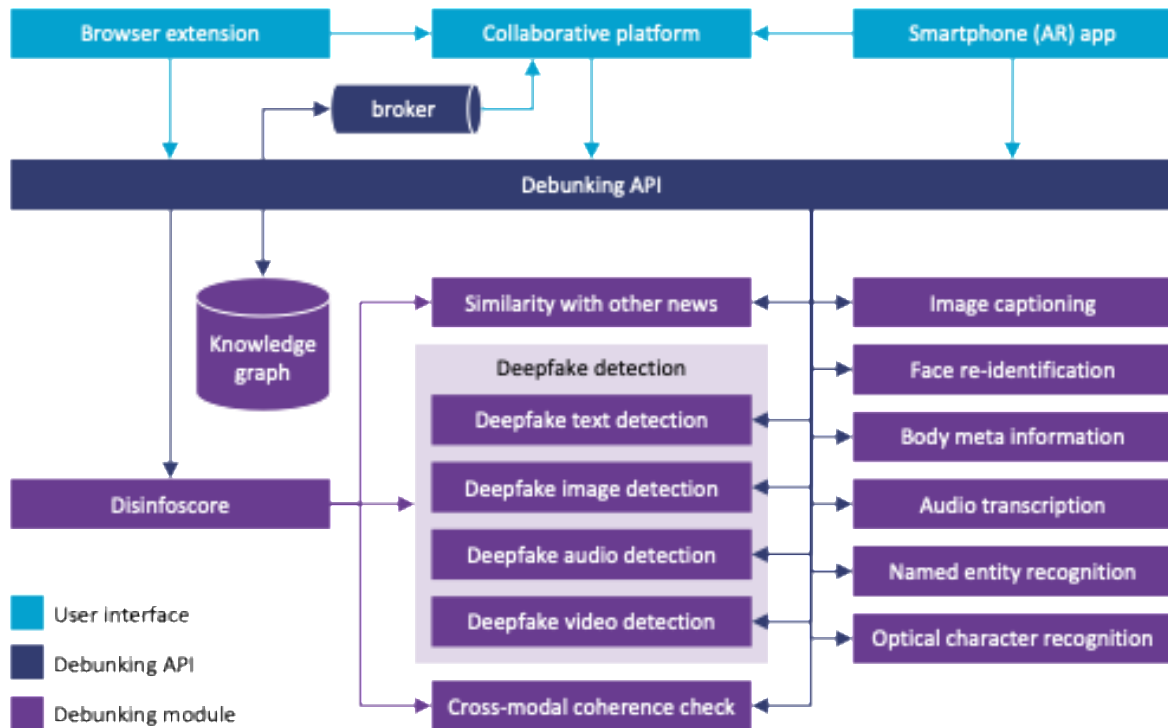 Browser extension
Collaborative platform
Smartphone (AR) app
broker
Debunking API
Similarity with other news
Image captioning
Knowledge
graph
Deepfake detection
Face re-identification
Deepfake text detection
Body meta information
Deepfake image detection
Disinfoscore
Audio transcription
Deepfake audio detection
Named entity recognition
Deepfake video detection
Optical character recognition
Cross-modal coherence check
User interface
Debunking API
Debunking module